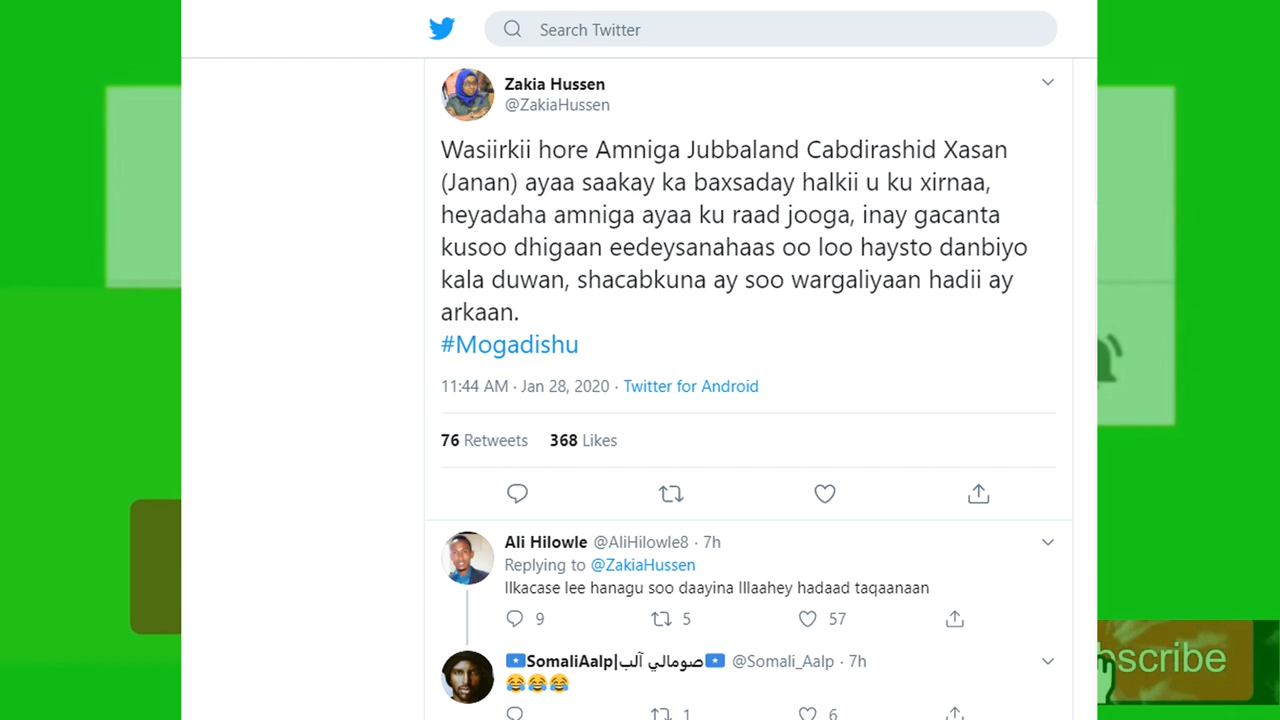 Search Twitter
Zakia Hussen
@ZakiaHussen
Wasiirkii hore Amniga Jubbaland Cabdirashid Xasan
(Janan) ayaa saakay ka baxsaday halkii u ku xirnaa,
heyadaha amniga ayaa ku raad jooga, inay gacanta
kusoo dhigaan eedeysanahaas oo loo haysto danbiyo
kala duwan, shacabkuna ay soo wargaliyaan hadii ay
arkaan.
#Mogadishu
11:44 AM · Jan 28, 2020 · Twitter for Android
76 Retweets 368 Likes
Ali Hilowle @AliHilowle8 · 7h
Replying to @ZakiaHussen
Ilkacase lee hanagu soo daayina Illaahey hadaad taqaanaan
9 5 57
SomaliAalp|صومالي آلب @Somali_Aalp · 7h
😂😂😂
1 6
scribe